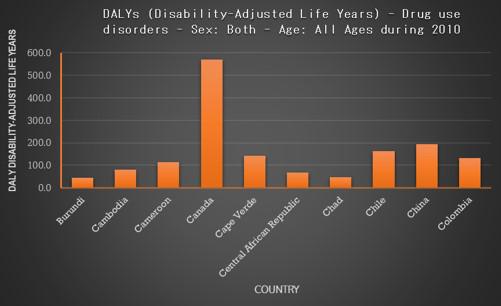 DALYs (Disability-Adjusted Life Years) - Drug use
disorders - Sex: Both - Age: All Ages during 2010
DALY DISABILITY-ADJUSTED LIFE YEARS
600.0
500.0
400.0
300.0
200.0
100.0
0.0
Burundi
Cambodia
Cameroon
Canada
Cape Verde
Central African Republic
Chad
Chile
China
Colombia
COUNTRY